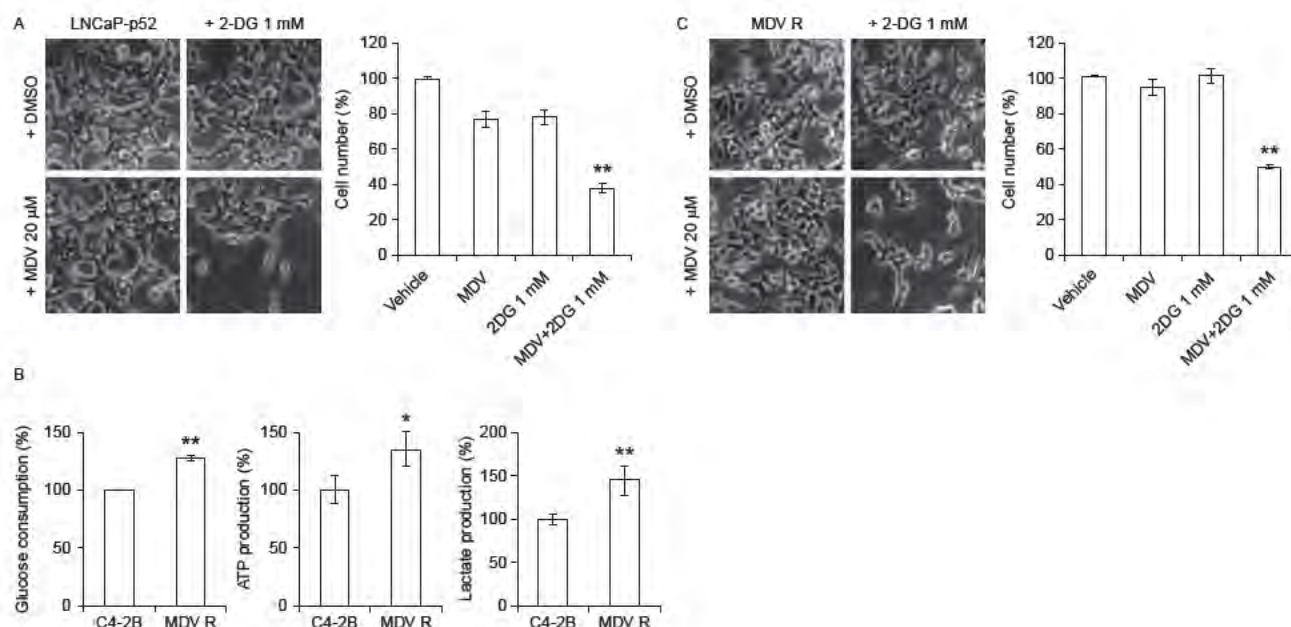 A
LNCaP-p52
+ 2-DG 1 mM
+ DMSO
+ MDV 20 µM
Cell number (%)
120
100
80
60
40
20
0
**
Vehicle
MDV
2DG 1 mM
MDV+2DG 1 mM
C
MDV R
+ 2-DG 1 mM
+ DMSO
+ MDV 20 µM
Cell number (%)
120
100
80
60
40
20
0
**
Vehicle
MDV
2DG 1 mM
MDV+2DG 1 mM
B
Glucose consumption (%)
150
100
50
0
**
C4-2B
MDV R
ATP production (%)
150
100
50
0
*
C4-2B
MDV R
Lactate production (%)
200
150
100
50
0
**
C4-2B
MDV R